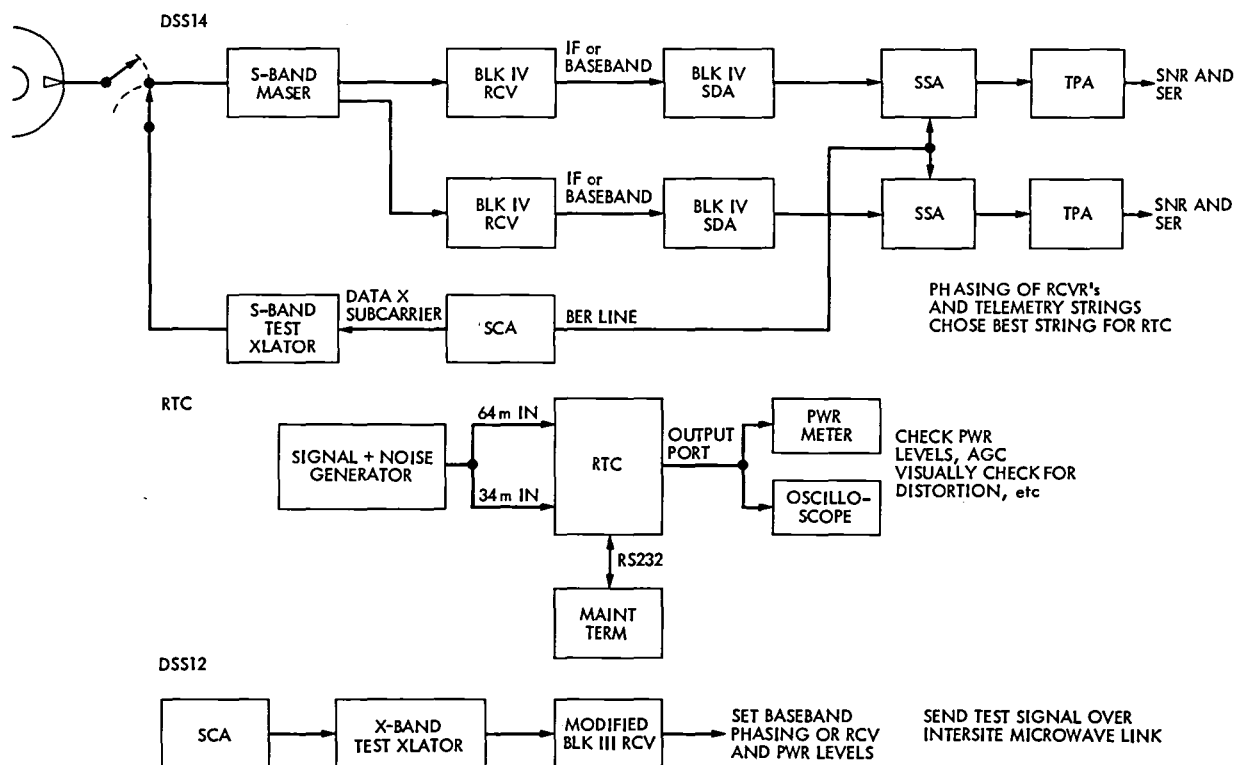 DSS14
S-BAND
MASER
BLK IV
RCV
IF or
BASEBAND
BLK IV
SDA
SSA
TPA
SNR AND
SER
BLK IV
RCV
IF or
BASEBAND
BLK IV
SDA
SSA
TPA
SNR AND
SER
S-BAND
TEST
XLATOR
DATA X
SUBCARRIER
SCA
BER LINE
PHASING OF RCVR's
AND TELEMETRY STRINGS
CHOSE BEST STRING FOR RTC
RTC
SIGNAL + NOISE
GENERATOR
64m IN
34m IN
RTC
OUTPUT
PORT
PWR
METER
OSCILLO-
SCOPE
CHECK PWR
LEVELS, AGC
VISUALLY CHECK FOR
DISTORTION, etc
RS232
MAINT
TERM
DSS12
SCA
X-BAND
TEST XLATOR
MODIFIED
BLK III RCV
SET BASEBAND
PHASING OR RCV
AND PWR LEVELS
SEND TEST SIGNAL OVER
INTERSITE MICROWAVE LINK